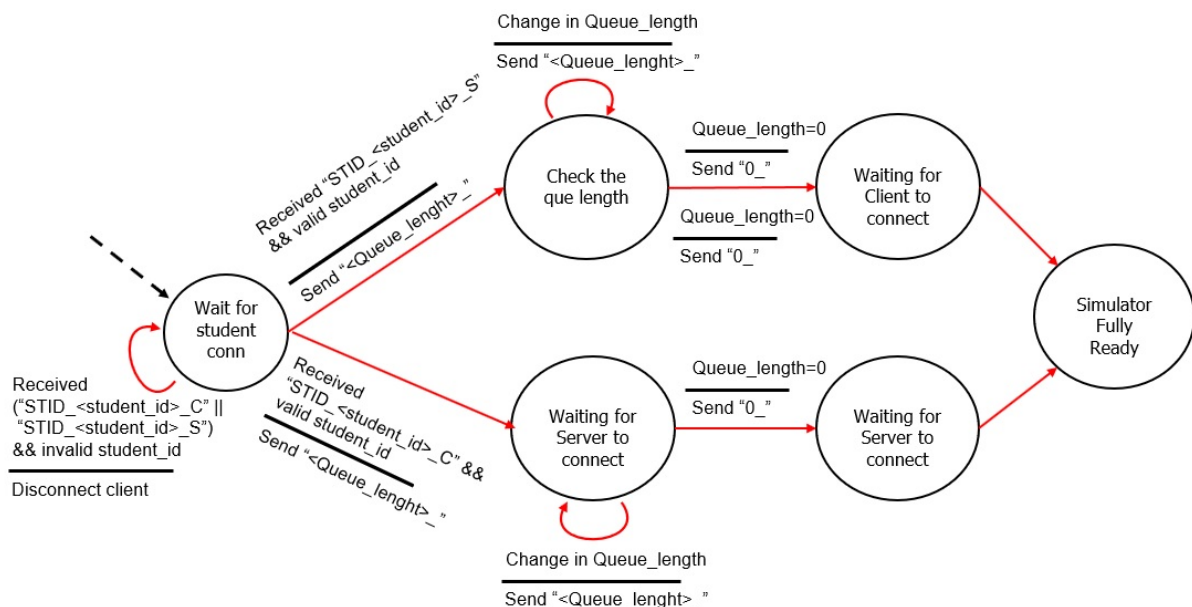 Change in Queue_length
Send “<Queue_lenght>_”
Received “STID_<student_id>_S”
&& valid student_id
Send “<Queue_lenght>_”
Check the
que length
Queue_length=0
Send “0_”
Queue_length=0
Send “0_”
Waiting for
Client to
connect
Wait for
student
conn
Simulator
Fully
Ready
Received
(“STID_<student_id>_C” ||
“STID_<student_id>_S”)
&& invalid student_id
Disconnect client
Received
“STID_<student_id>_C” &&
valid student_id
Send “<Queue_lenght>_”
Waiting for
Server to
connect
Queue_length=0
Send “0_”
Waiting for
Server to
connect
Change in Queue_length
Send “<Queue_lenght>_”